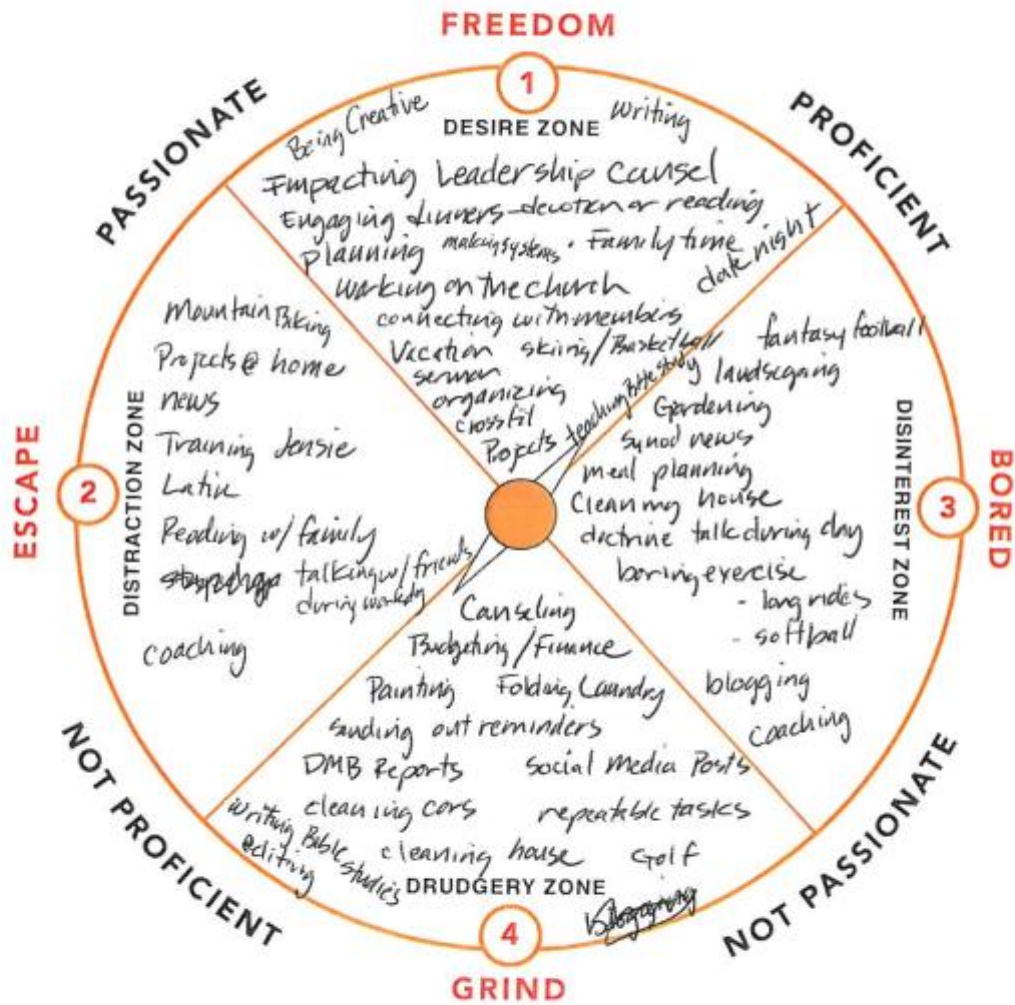 FREEDOM
1
DESIRE ZONE
PASSIONATE
PROFICIENT
Being Creative
writing
Impacting Leadership Counsel
Engaging dinners-devotion or reading
Planning making systems. Family time
date night
working on the church
connecting with members
Vacation skiing/Basketball
sermon
organizing
crossfit
Projects teaching Bible study
ESCAPE
2
DISTRACTION ZONE
Mountain Biking
Projects @ home
news
Training
Latin
Reading w/ family
talking w/ friends
during workday
coaching
BORED
3
DISINTEREST ZONE
fantasy football
landscaping
Gardening
synod news
meal planning
Cleaning house
doctrine talk during day
boring exercise
- long rides
- softball
blogging
coaching
NOT PROFICIENT
NOT PASSIONATE
Canseling
Budgeting/Finance
Painting Folding Laundry
sending out reminders
DMB Reports Social Media Posts
cleaning cars repeatable tasks
writing Bible studies
editing
cleaning house Golf
DRUDGERY ZONE
4
GRIND